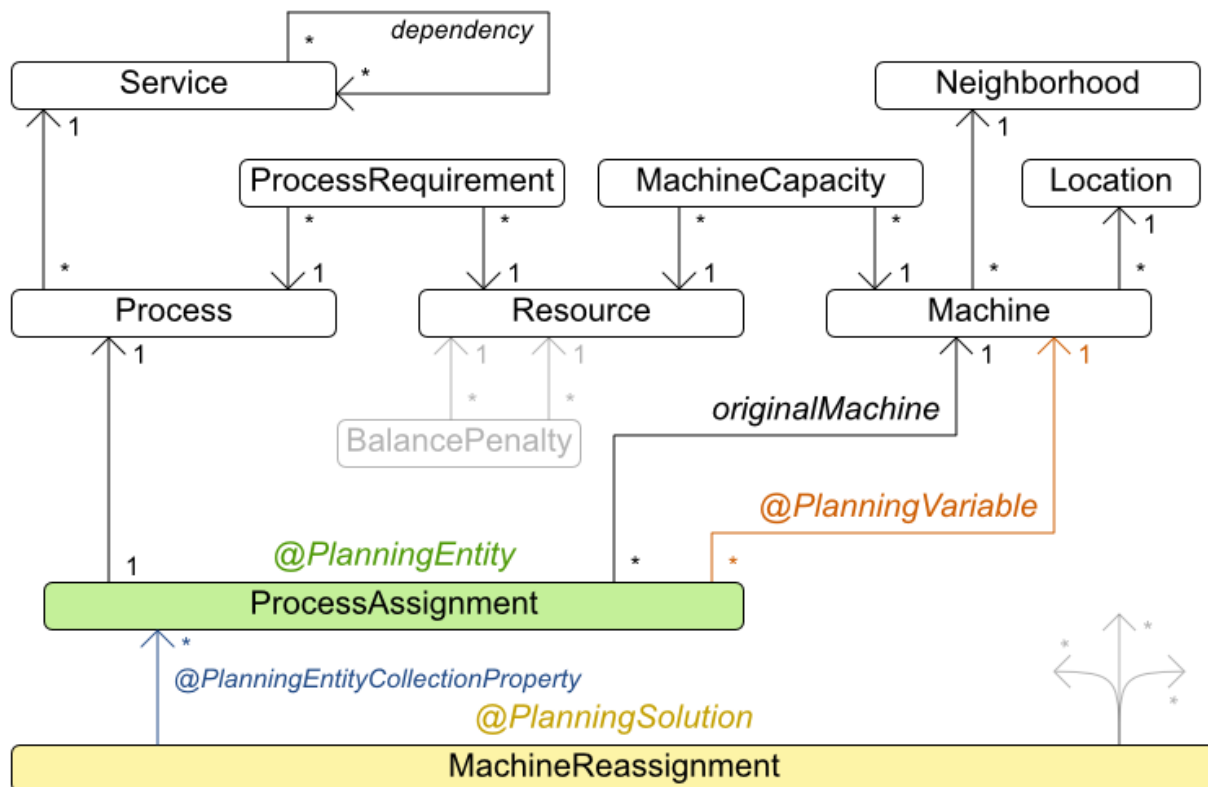 * dependency
Service * Neighborhood
1 1
ProcessRequirement MachineCapacity Location
* * * * 1
* 1 1 1 1 * *
Process Resource Machine
1 1 1 1 1
* * originalMachine
BalancePenalty
@PlanningVariable
@PlanningEntity
1 * *
ProcessAssignment
* * *
@PlanningEntityCollectionProperty *
@PlanningSolution
MachineReassignment